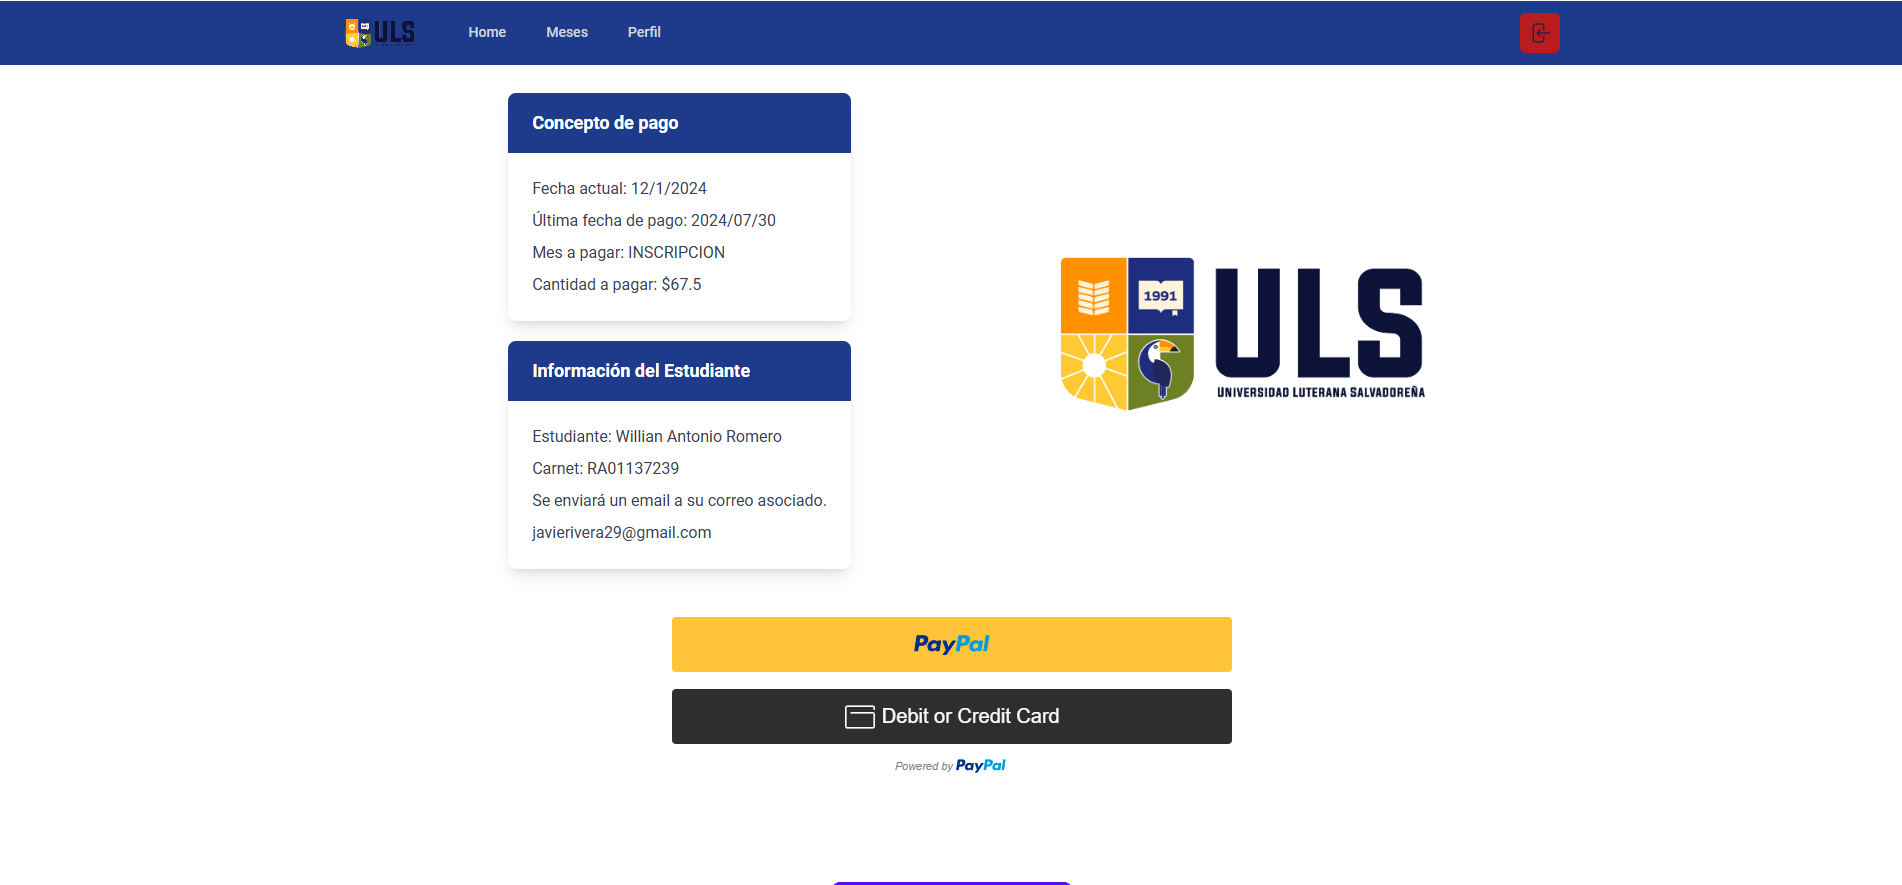 ULS
Home
Meses
Perfil
Concepto de pago
Fecha actual: 12/1/2024
Última fecha de pago: 2024/07/30
Mes a pagar: INSCRIPCION
Cantidad a pagar: $67.5
1991
ULS
UNIVERSIDAD LUTERANA SALVADOREÑA
Información del Estudiante
Estudiante: Willian Antonio Romero
Carnet: RA01137239
Se enviará un email a su correo asociado.
javierivera29@gmail.com
PayPal
Debit or Credit Card
Powered by PayPal